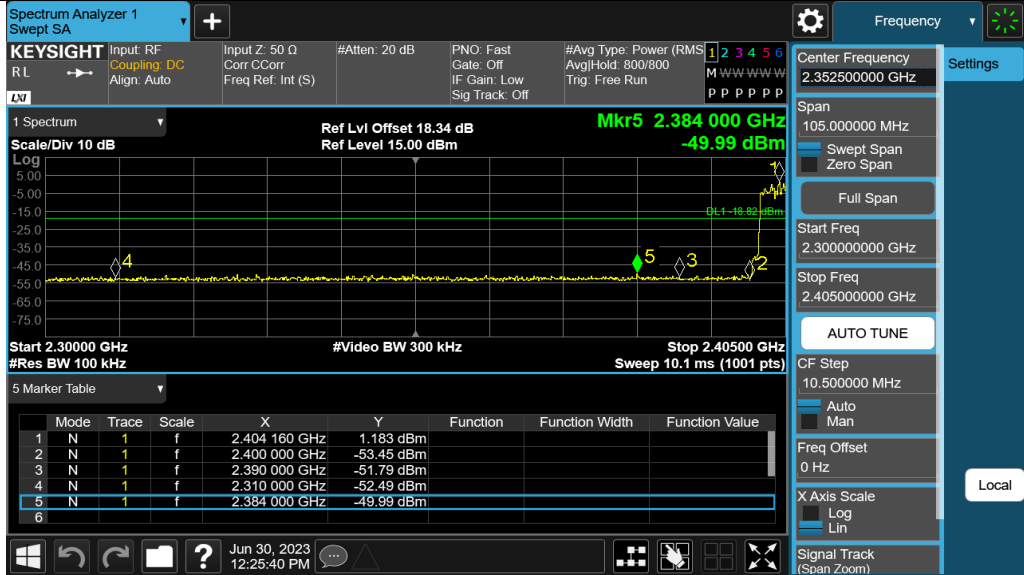 Spectrum Analyzer 1
Swept SA
+
Frequency
KEYSIGHT
R L
LXI
Input: RF
Coupling: DC
Align: Auto
Input Z: 50 Ω
Corr CCorr
Freq Ref: Int (S)
#Atten: 20 dB
PNO: Fast
Gate: Off
IF Gain: Low
Sig Track: Off
#Avg Type: Power (RMS
Avg|Hold: 800/800
Trig: Free Run
1 2 3 4 5 6
M W W W W W
P P P P P P
1 Spectrum
Scale/Div 10 dB
Ref Lvl Offset 18.34 dB
Ref Level 15.00 dBm
Mkr5 2.384 000 GHz
-49.99 dBm
Log
5.00
-5.00
-15.0
-25.0
-35.0
-45.0
-55.0
-65.0
-75.0
1
DL1 -18.82 dBm
4
5
3
2
Start 2.30000 GHz
#Video BW 300 kHz
Stop 2.40500 GHz
#Res BW 100 kHz
Sweep 10.1 ms (1001 pts)
5 Marker Table
Mode Trace Scale X Y Function Function Width Function Value
1 N 1 f 2.404 160 GHz 1.183 dBm
2 N 1 f 2.400 000 GHz -53.45 dBm
3 N 1 f 2.390 000 GHz -51.79 dBm
4 N 1 f 2.310 000 GHz -52.49 dBm
5 N 1 f 2.384 000 GHz -49.99 dBm
6
?
Jun 30, 2023
12:25:40 PM
Center Frequency
2.352500000 GHz
Span
105.000000 MHz
Swept Span
Zero Span
Full Span
Start Freq
2.300000000 GHz
Stop Freq
2.405000000 GHz
AUTO TUNE
CF Step
10.500000 MHz
Auto
Man
Freq Offset
0 Hz
X Axis Scale
Log
Lin
Signal Track
(Span Zoom)
Settings
Local